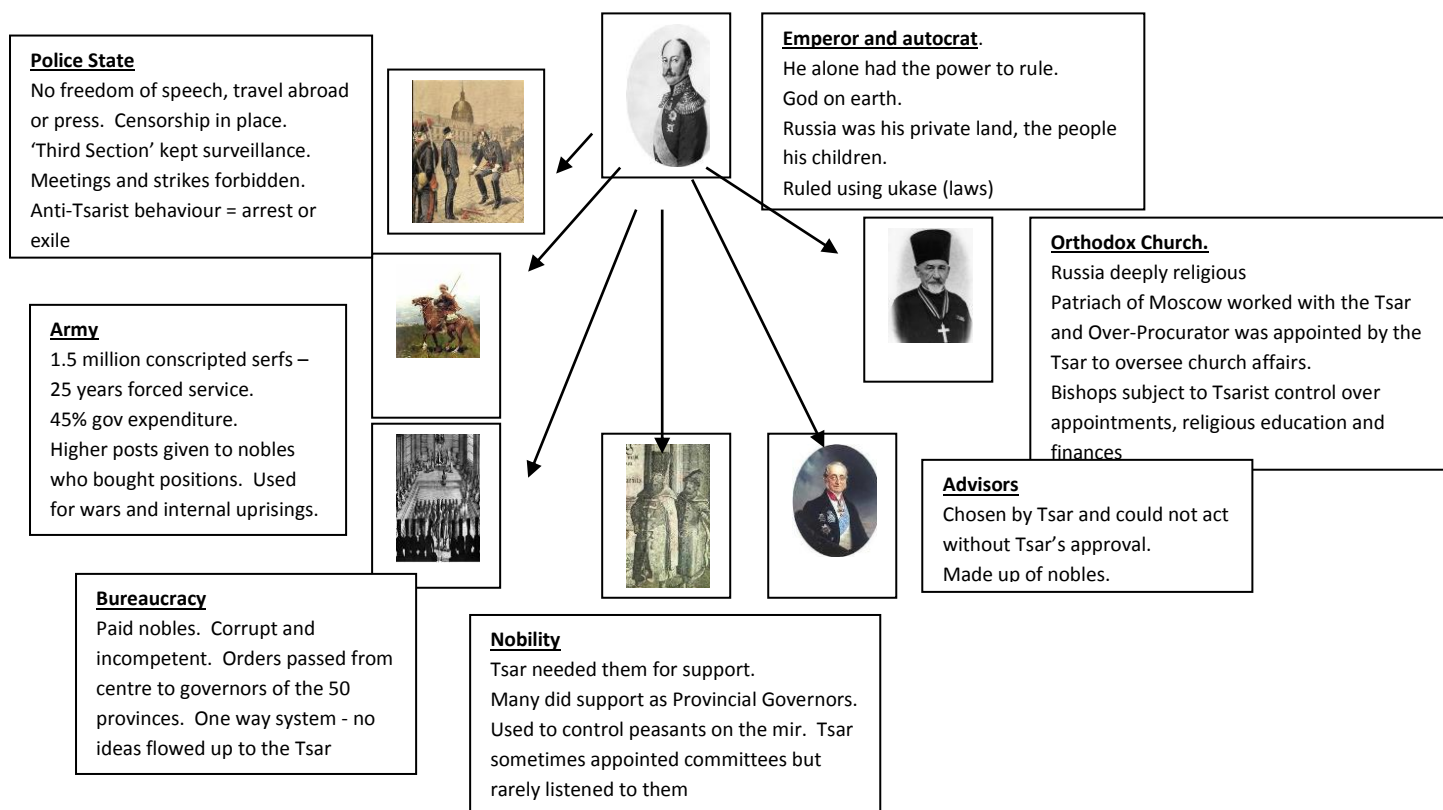 Police State
No freedom of speech, travel abroad
or press.  Censorship in place.
‘Third Section’ kept surveillance.
Meetings and strikes forbidden.
Anti-Tsarist behaviour = arrest or
exile
Emperor and autocrat.
He alone had the power to rule.
God on earth.
Russia was his private land, the people
his children.
Ruled using ukase (laws)
Orthodox Church.
Russia deeply religious
Patriach of Moscow worked with the Tsar
and Over-Procurator was appointed by the
Tsar to oversee church affairs.
Bishops subject to Tsarist control over
appointments, religious education and
finances
Army
1.5 million conscripted serfs –
25 years forced service.
45% gov expenditure.
Higher posts given to nobles
who bought positions.  Used
for wars and internal uprisings.
Advisors
Chosen by Tsar and could not act
without Tsar’s approval.
Made up of nobles.
Bureaucracy
Paid nobles.  Corrupt and
incompetent.  Orders passed from
centre to governors of the 50
provinces.  One way system - no
ideas flowed up to the Tsar
Nobility
Tsar needed them for support.
Many did support as Provincial Governors.
Used to control peasants on the mir.  Tsar
sometimes appointed committees but
rarely listened to them